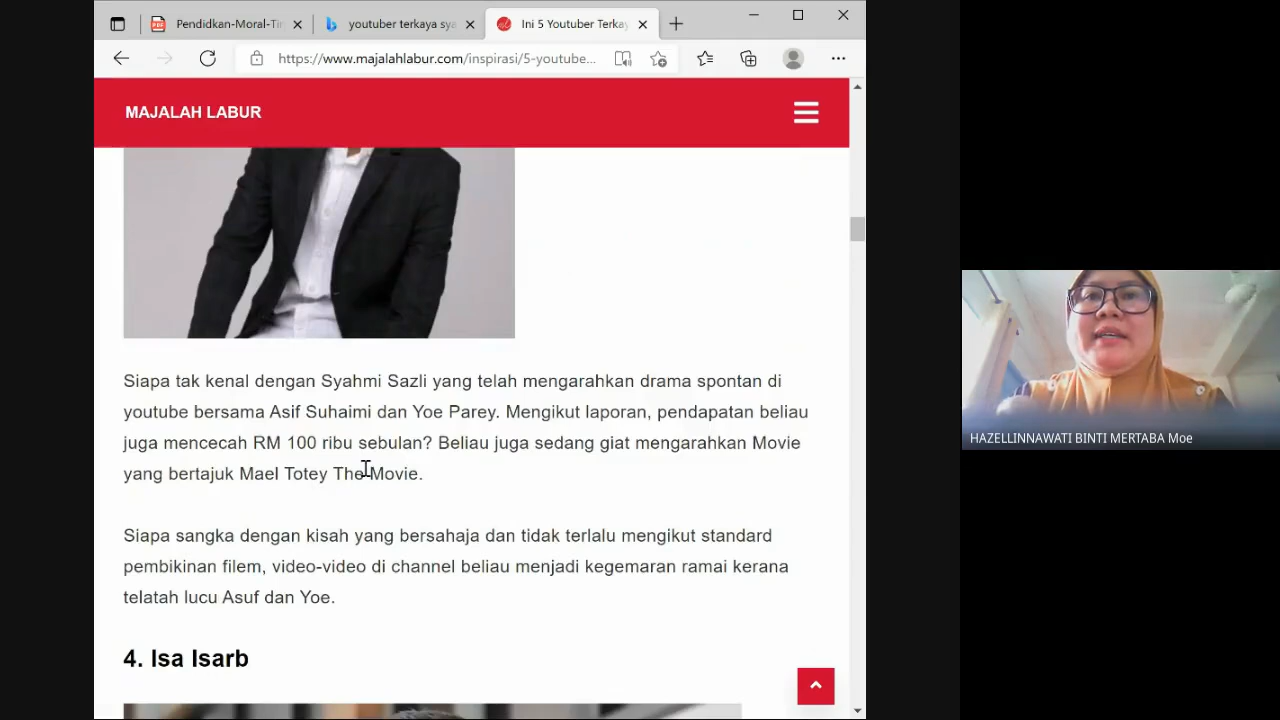 Pendidkan-Moral-Tin
youtuber terkaya sya
Ini 5 Youtuber Terkay
https://www.majalahlabur.com/inspirasi/5-youtube...
MAJALAH LABUR
Siapa tak kenal dengan Syahmi Sazli yang telah mengarahkan drama spontan di
youtube bersama Asif Suhaimi dan Yoe Parey. Mengikut laporan, pendapatan beliau
juga mencecah RM 100 ribu sebulan? Beliau juga sedang giat mengarahkan Movie
yang bertajuk Mael Totey The Movie.
Siapa sangka dengan kisah yang bersahaja dan tidak terlalu mengikut standard
pembikinan filem, video-video di channel beliau menjadi kegemaran ramai kerana
telatah lucu Asuf dan Yoe.
4. Isa Isarb
HAZELLINNAWATI BINTI MERTABA Moe